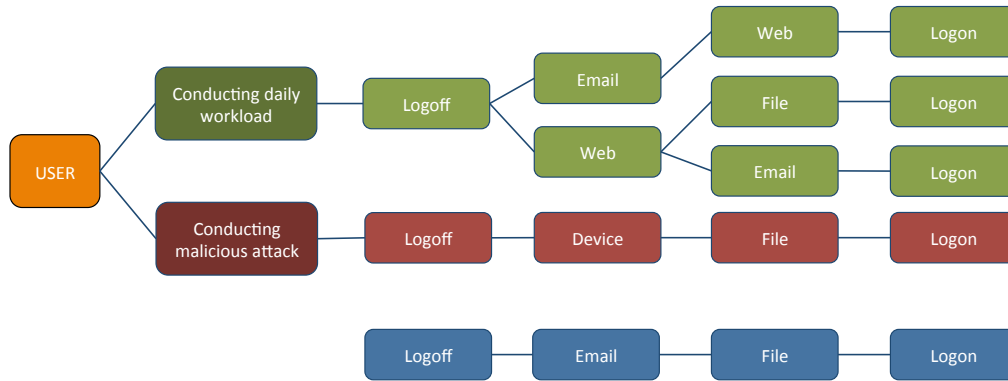 Web
Logon
Email
Conducting daily
workload
Logoff
File
Logon
Web
USER
Email
Logon
Conducting
malicious attack
Logoff
Device
File
Logon
Logoff
Email
File
Logon